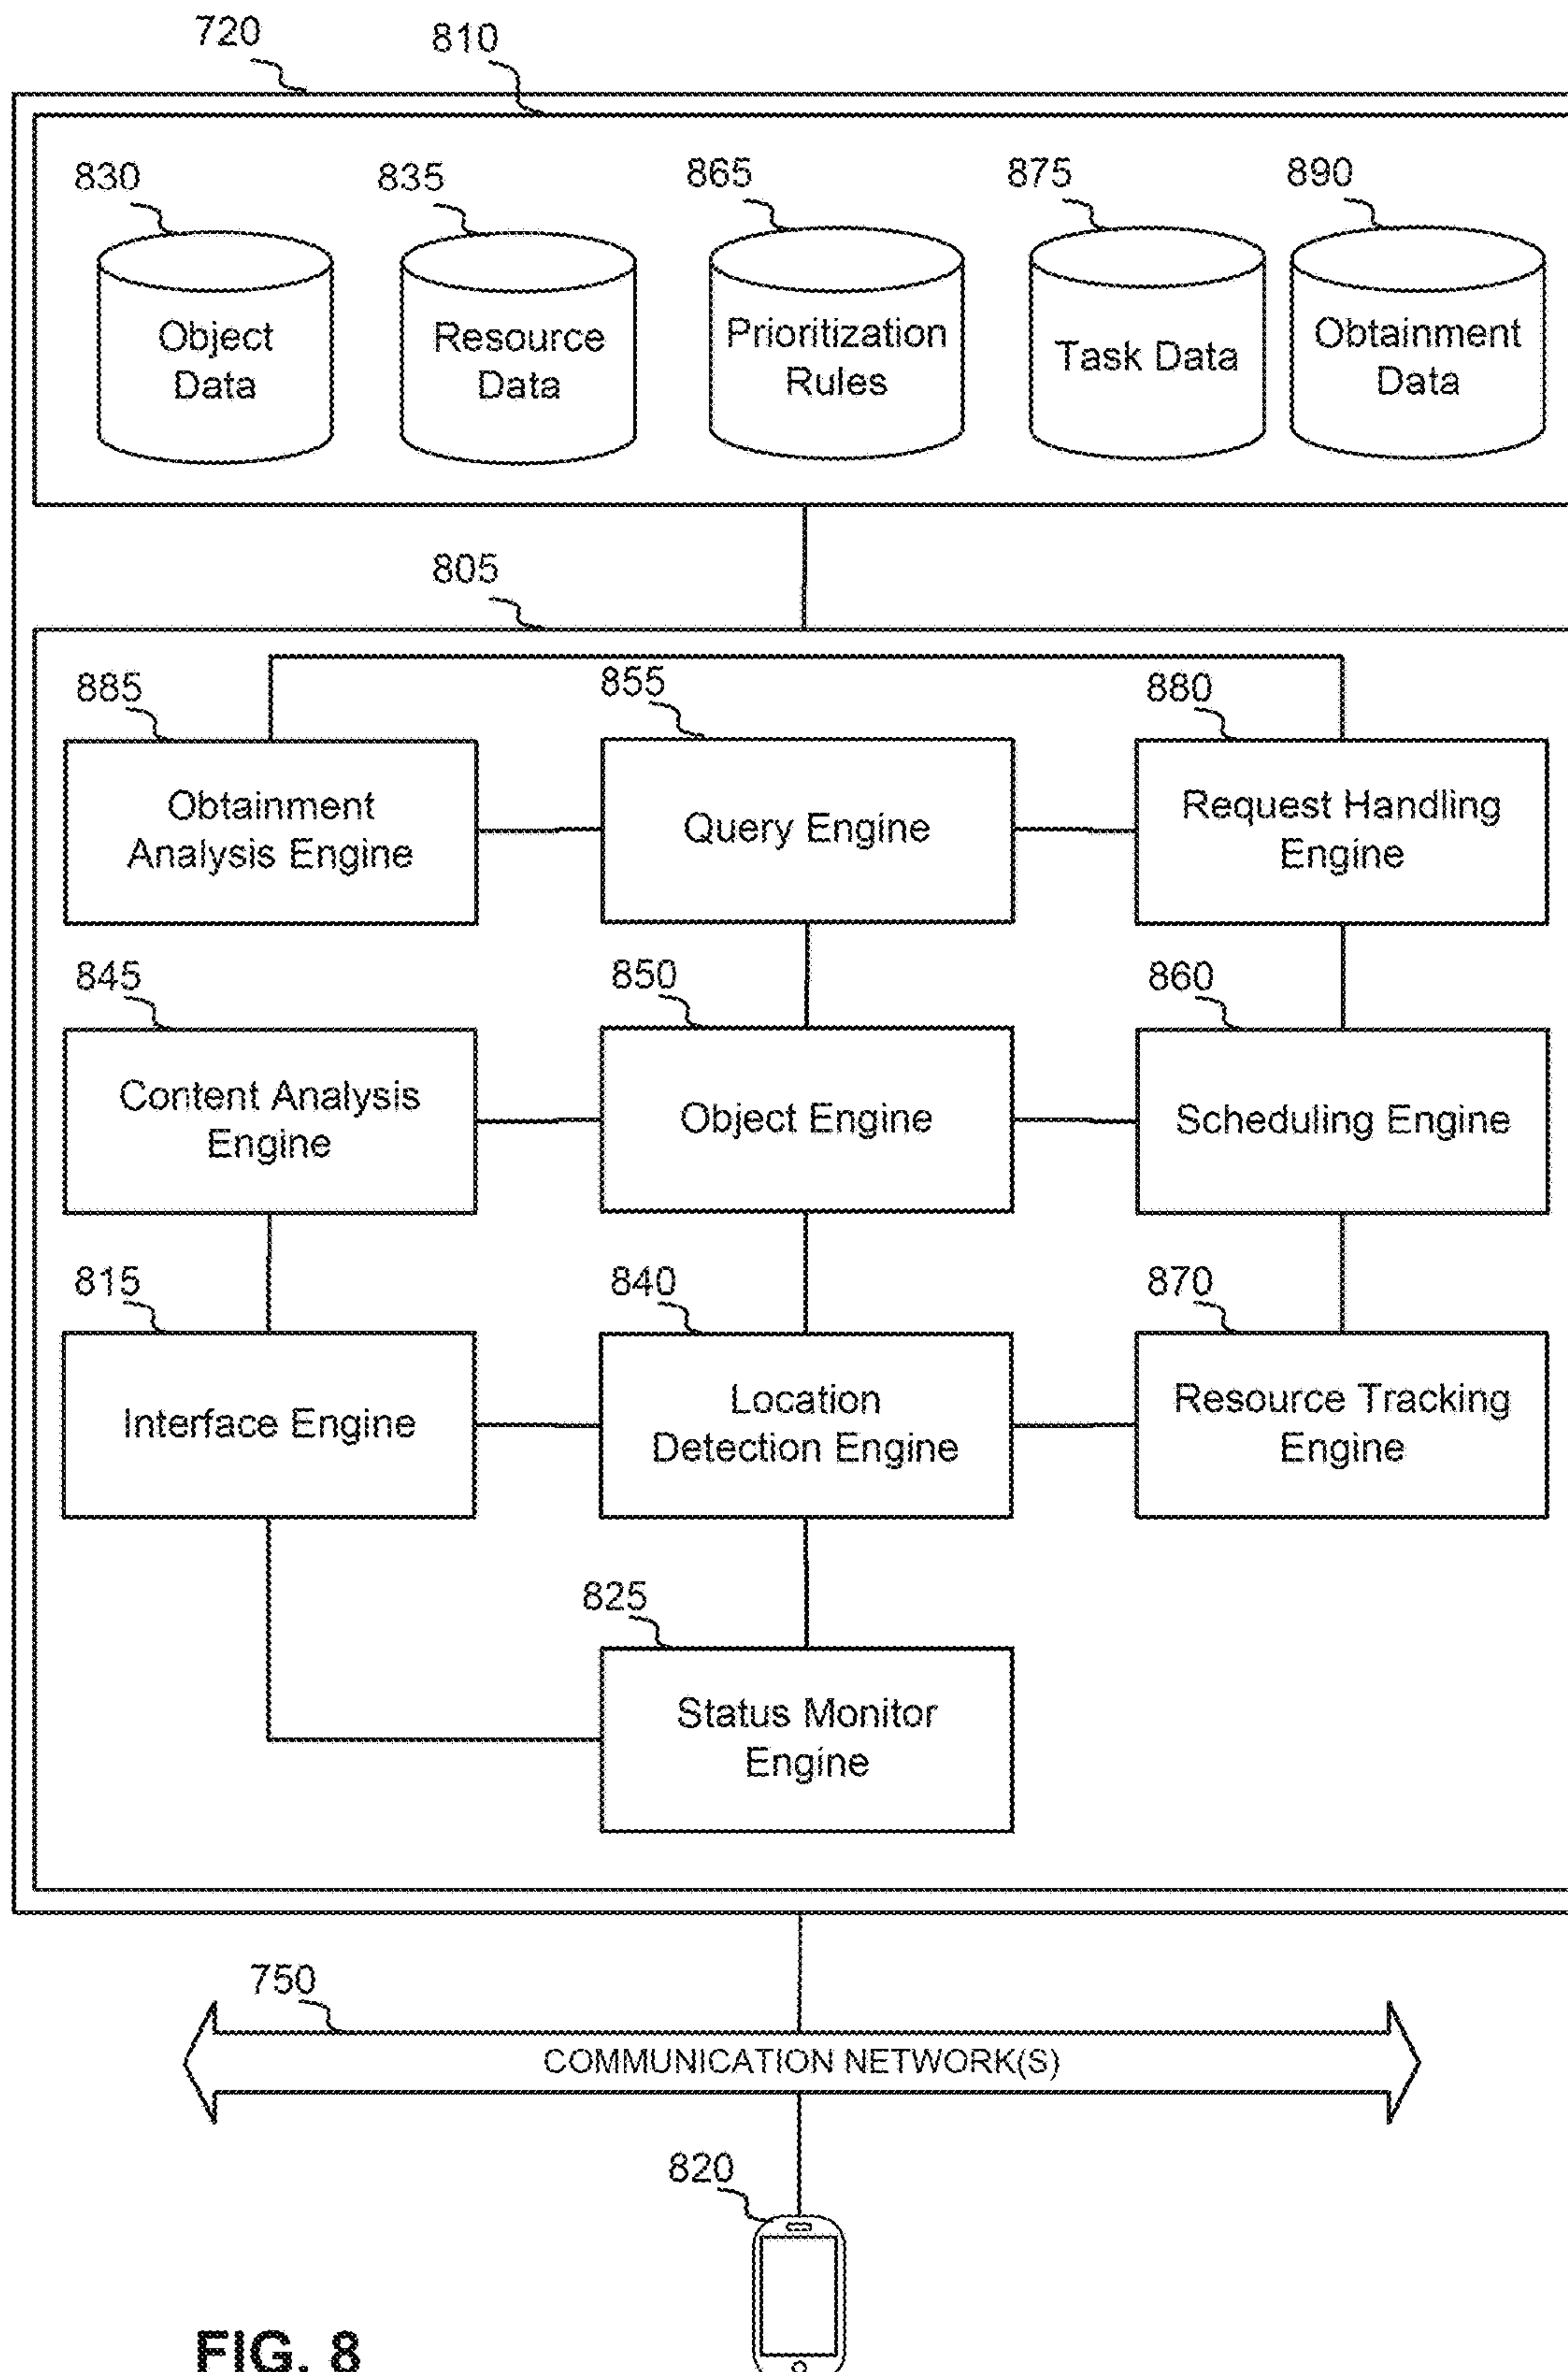 720
810
830
835
865
875
890
Object
Data
Resource
Data
Prioritization
Rules
Task Data
Obtainment
Data
805
885
855
880
Obtainment
Analysis Engine
Query Engine
Request Handling
Engine
845
850
860
Content Analysis
Engine
Object Engine
Scheduling Engine
815
840
870
Interface Engine
Location
Detection Engine
Resource Tracking
Engine
825
Status Monitor
Engine
750
COMMUNICATION NETWORK(S)
820
FIG. 8